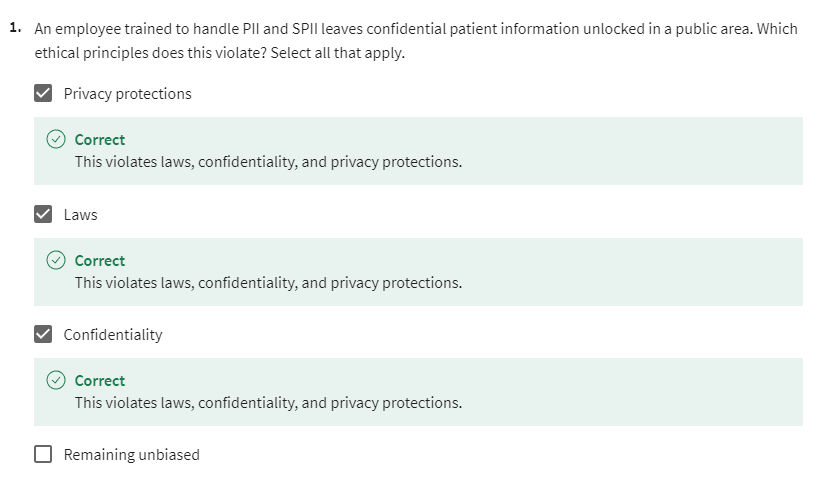 1. An employee trained to handle PII and SPII leaves confidential patient information unlocked in a public area. Which
ethical principles does this violate? Select all that apply.
Privacy protections
Correct
This violates laws, confidentiality, and privacy protections.
Laws
Correct
This violates laws, confidentiality, and privacy protections.
Confidentiality
Correct
This violates laws, confidentiality, and privacy protections.
Remaining unbiased